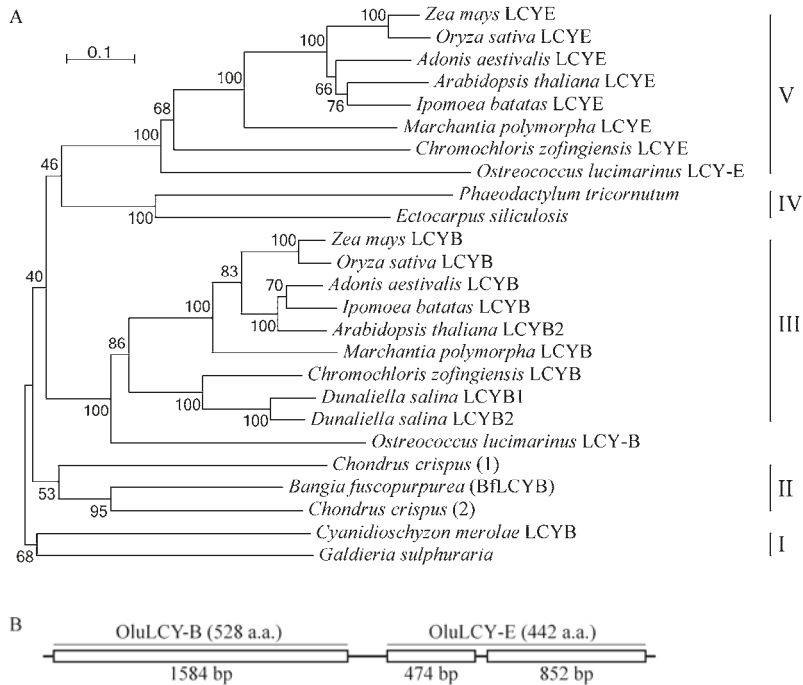 A
0.1
Zea mays LCYE
100
Oryza sativa LCYE
100
Adonis aestivalis LCYE
Arabidopsis thaliana LCYE
66
76
Ipomoea batatas LCYE
100
Marchantia polymorpha LCYE
68
Chromochloris zofingiensis LCYE
100
Ostreococcus lucimarinus LCY-E
V
46
Phaeodactylum tricornutum
100
Ectocarpus siliculosis
IV
40
Zea mays LCYB
100
Oryza sativa LCYB
83
Adonis aestivalis LCYB
70
Ipomoea batatas LCYB
100
Arabidopsis thaliana LCYB2
100
Marchantia polymorpha LCYB
86
Chromochloris zofingiensis LCYB
Dunaliella salina LCYB1
100
100
Dunaliella salina LCYB2
100
Ostreococcus lucimarinus LCY-B
III
Chondrus crispus (1)
53
Bangia fuscopurpurea (BfLCYB)
95
Chondrus crispus (2)
II
Cyanidioschyzon merolae LCYB
68
Galdieria sulphuraria
I
B
OluLCY-B (528 a.a.)
OluLCY-E (442 a.a.)
1584 bp
474 bp
852 bp